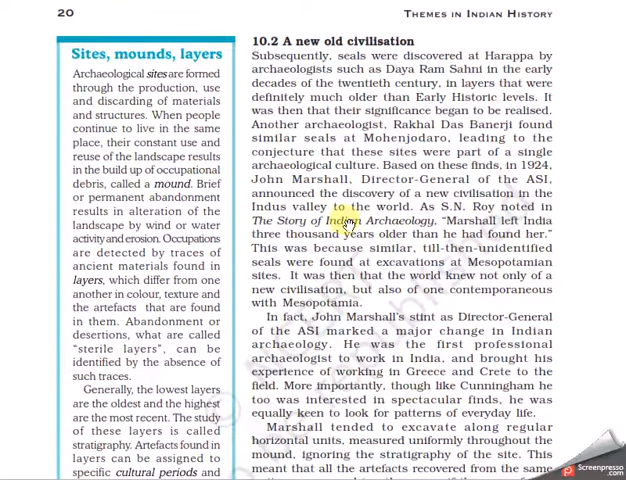 20
THEMES IN INDIAN HISTORY
Sites, mounds, layers
Archaeological sites are formed
through the production, use
and discarding of materials
and structures. When people
continue to live in the same
place, their constant use and
reuse of the landscape results
in the build up of occupational
debris, called a mound. Brief
or permanent abandonment
results in alteration of the
landscape by wind or water
activity and erosion. Occupations
are detected by traces of
ancient materials found in
layers, which differ from one
another in colour, texture and
the artefacts that are found
in them. Abandonment or
desertions, what are called
“sterile layers”, can be
identified by the absence of
such traces.
Generally, the lowest layers
are the oldest and the highest
are the most recent. The study
of these layers is called
stratigraphy. Artefacts found in
layers can be assigned to
specific cultural periods and
10.2 A new old civilisation
Subsequently, seals were discovered at Harappa by
archaeologists such as Daya Ram Sahni in the early
decades of the twentieth century, in layers that were
definitely much older than Early Historic levels. It
was then that their significance began to be realised.
Another archaeologist, Rakhal Das Banerji found
similar seals at Mohenjodaro, leading to the
conjecture that these sites were part of a single
archaeological culture. Based on these finds, in 1924,
John Marshall, Director-General of the ASI,
announced the discovery of a new civilisation in the
Indus valley to the world. As S.N. Roy noted in
The Story of Indian Archaeology, “Marshall left India
three thousand years older than he had found her.”
This was because similar, till-then-unidentified
seals were found at excavations at Mesopotamian
sites. It was then that the world knew not only of a
new civilisation, but also of one contemporaneous
with Mesopotamia.
In fact, John Marshall’s stint as Director-General
of the ASI marked a major change in Indian
archaeology. He was the first professional
archaeologist to work in India, and brought his
experience of working in Greece and Crete to the
field. More importantly, though like Cunningham he
too was interested in spectacular finds, he was
equally keen to look for patterns of everyday life.
Marshall tended to excavate along regular
horizontal units, measured uniformly throughout the
mound, ignoring the stratigraphy of the site. This
meant that all the artefacts recovered from the same
© NCERT
republished
Screenpresso